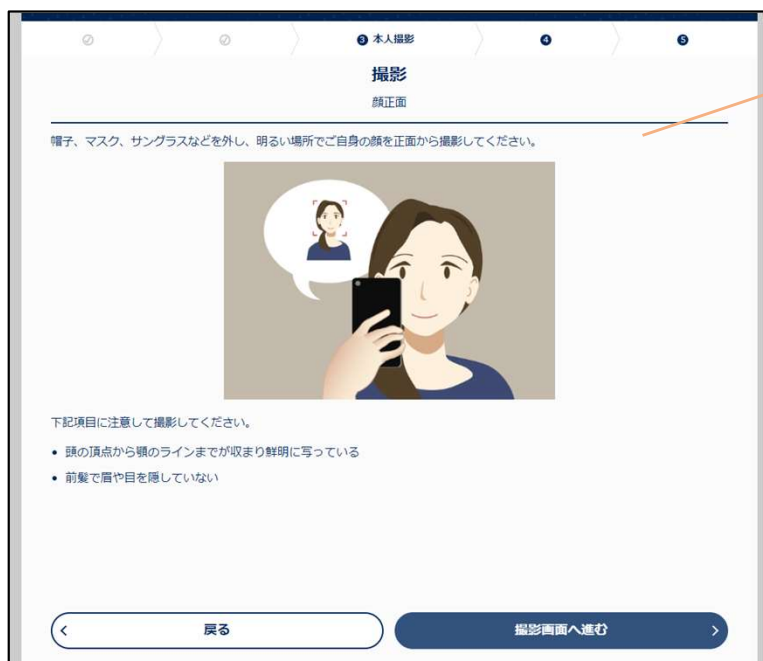 3 本人撮影
4
5
撮影
顔正面
帽子、マスク、サングラスなどを外し、明るい場所でご自身の顔を正面から撮影してください。
下記項目に注意して撮影してください。
• 頭の頂点から顎のラインまでが収まり鮮明に写っている
• 前髪で眉や目を隠していない
戻る
撮影画面へ進む